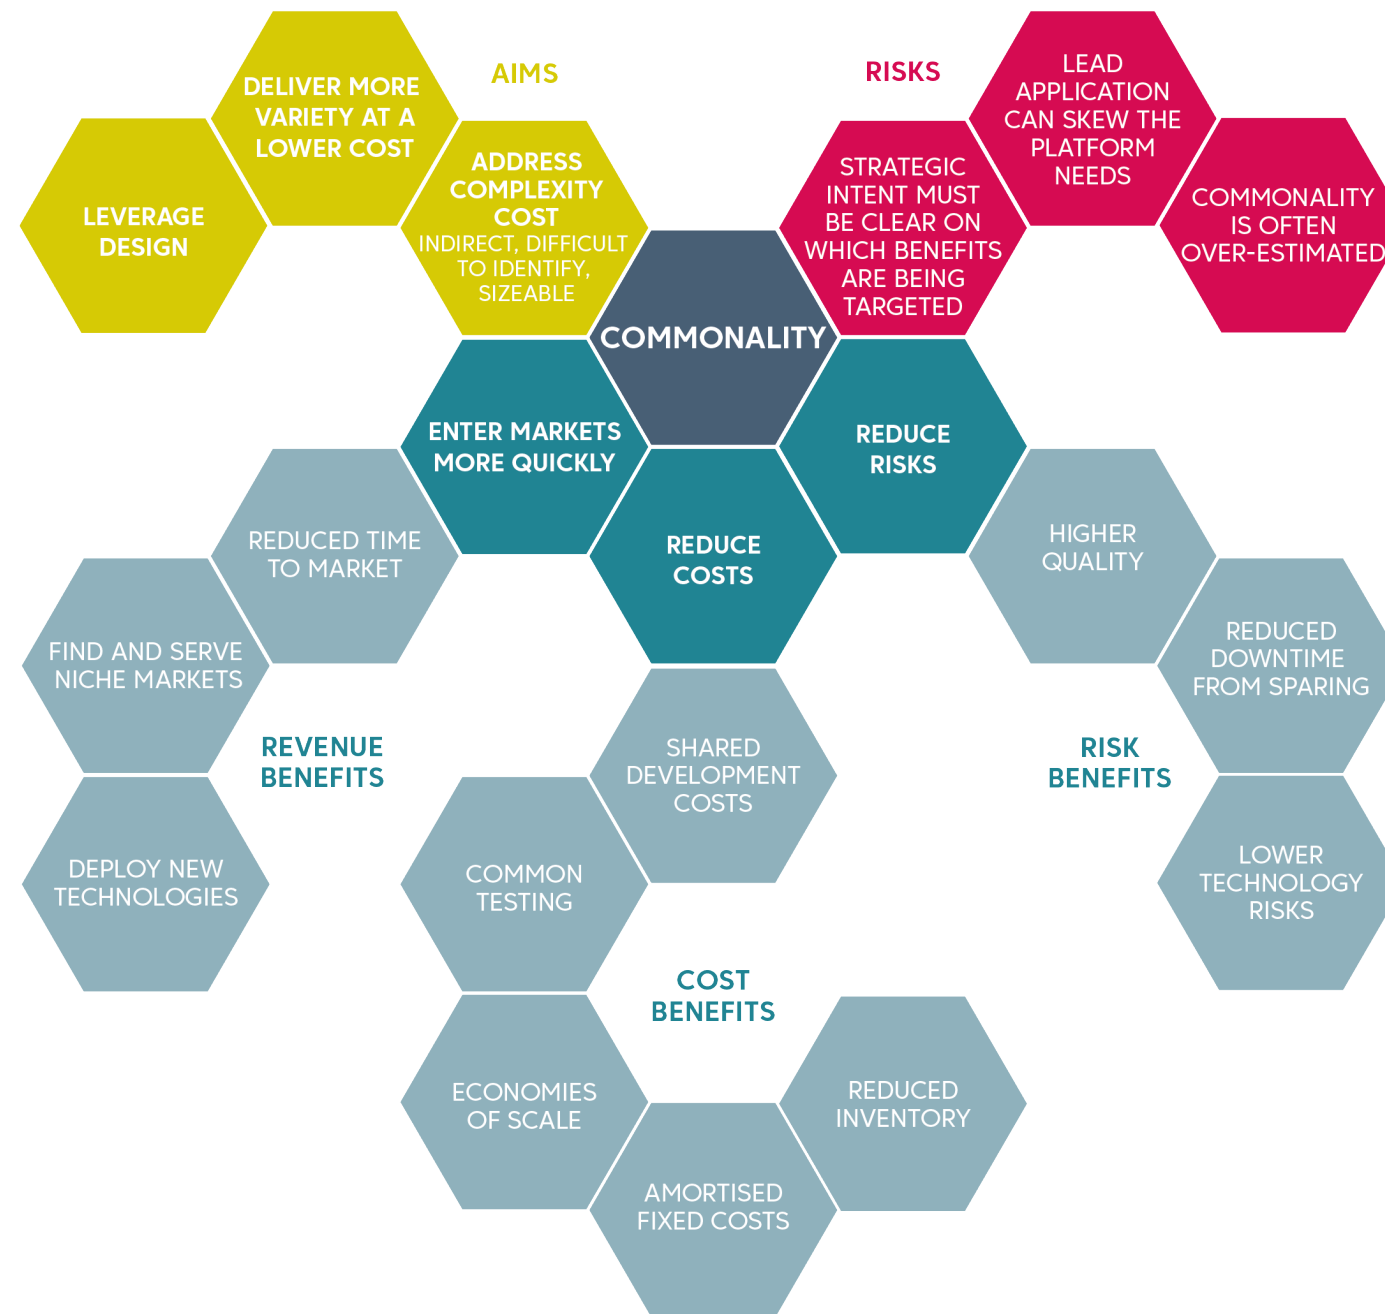 AIMS
LEVERAGE
DESIGN
DELIVER MORE
VARIETY AT A
LOWER COST
ADDRESS
COMPLEXITY
COST
INDIRECT, DIFFICULT
TO IDENTIFY,
SIZEABLE
RISKS
STRATEGIC
INTENT MUST
BE CLEAR ON
WHICH BENEFITS
ARE BEING
TARGETED
LEAD
APPLICATION
CAN SKEW THE
PLATFORM
NEEDS
COMMONALITY
IS OFTEN
OVER-ESTIMATED
COMMONALITY
ENTER MARKETS
MORE QUICKLY
REDUCE
COSTS
REDUCE
RISKS
REDUCED TIME
TO MARKET
FIND AND SERVE
NICHE MARKETS
DEPLOY NEW
TECHNOLOGIES
REVENUE
BENEFITS
SHARED
DEVELOPMENT
COSTS
COMMON
TESTING
ECONOMIES
OF SCALE
AMORTISED
FIXED COSTS
REDUCED
INVENTORY
COST
BENEFITS
HIGHER
QUALITY
REDUCED
DOWNTIME
FROM SPARING
LOWER
TECHNOLOGY
RISKS
RISK
BENEFITS